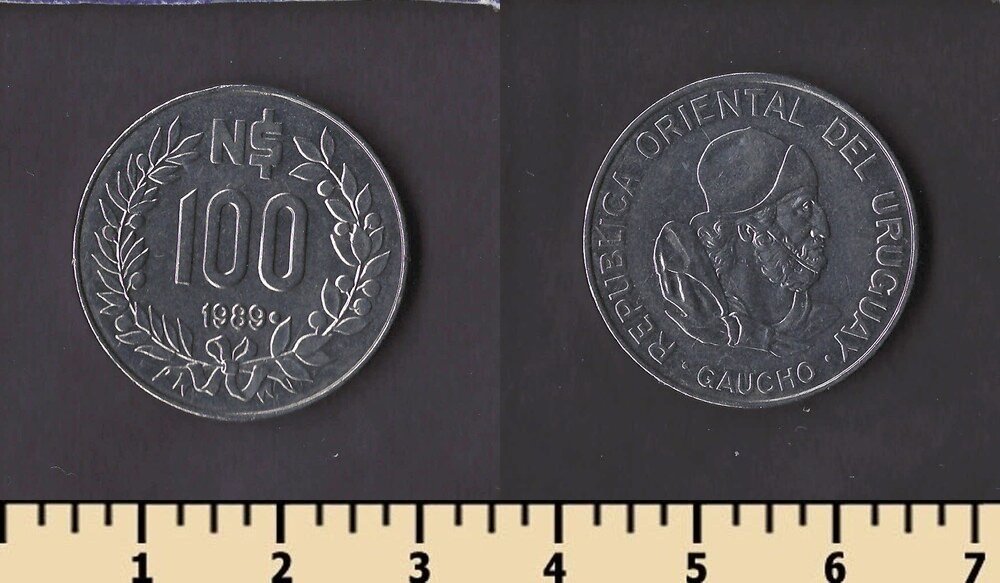 N$
100
1989
REPUBLICA ORIENTAL DEL URUGUAY
· GAUCHO ·
1 2 3 4 5 6 7